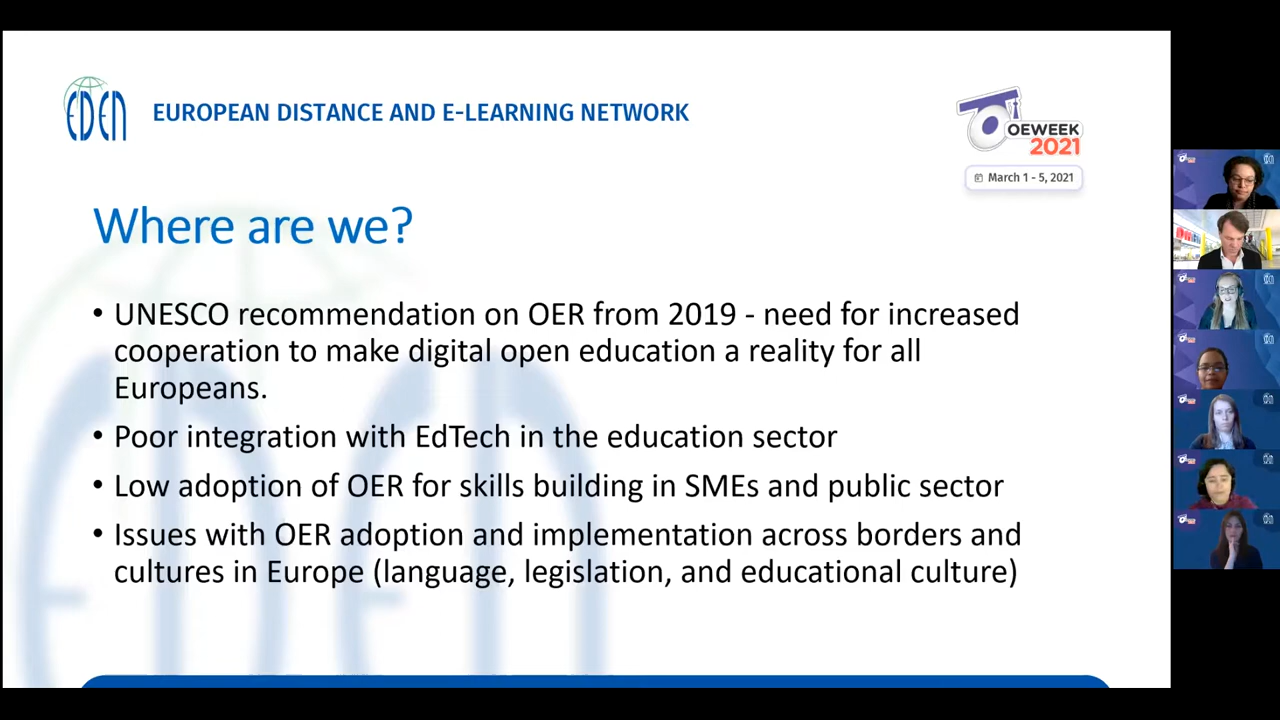 EDEN
EUROPEAN DISTANCE AND E-LEARNING NETWORK
OEWEEK
2021
March 1 - 5, 2021
Where are we?
• UNESCO recommendation on OER from 2019 - need for increased
cooperation to make digital open education a reality for all
Europeans.
• Poor integration with EdTech in the education sector
• Low adoption of OER for skills building in SMEs and public sector
• Issues with OER adoption and implementation across borders and
cultures in Europe (language, legislation, and educational culture)